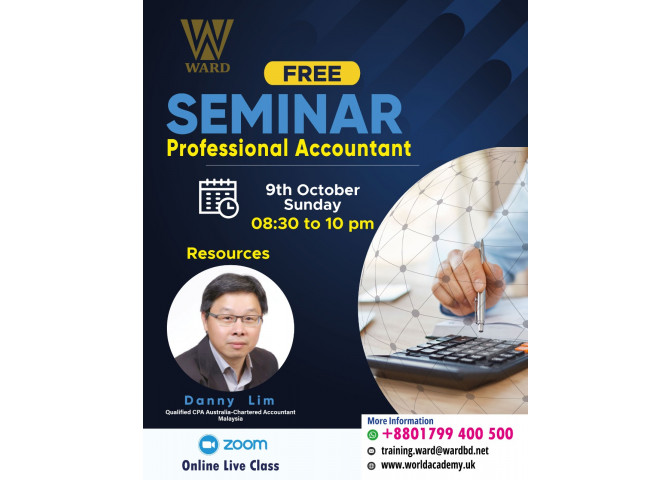 WARD
FREE
SEMINAR
Professional Accountant
9th October
Sunday
08:30 to 10 pm
Resources
Danny Lim
Qualified CPA Australia-Chartered Accountant
Malaysia
zoom
Online Live Class
More Information
+8801799 400 500
training.ward@wardbd.net
www.worldacademy.uk